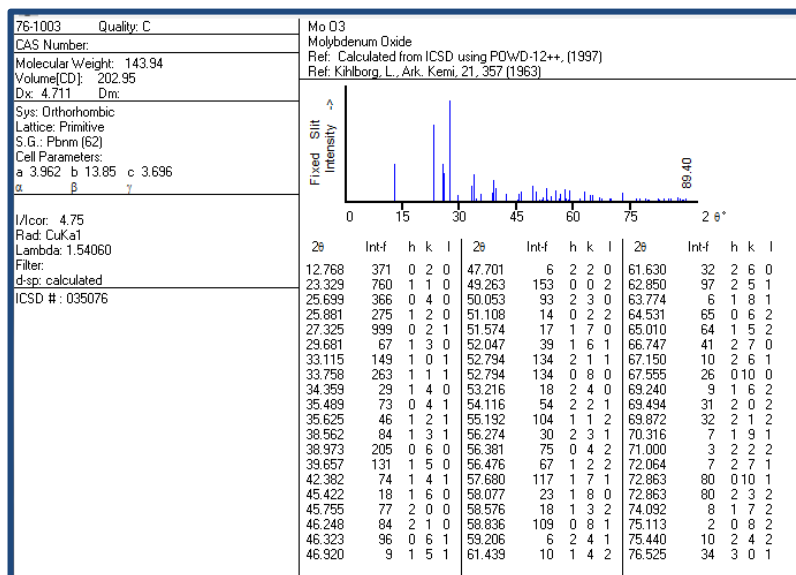 76-1003 Quality: C
CAS Number:
Molecular Weight: 143.94
Volume[CD]: 202.95
Dx: 4.711 Dm:
Sys: Orthorhombic
Lattice: Primitive
S.G.: Pbnm (62)
Cell Parameters:
a 3.962 b 13.85 c 3.696
α β γ
I/Icor: 4.75
Rad: CuKa1
Lambda: 1.54060
Filter:
d-sp: calculated
ICSD # : 035076
Mo O3
Molybdenum Oxide
Ref: Calculated from ICSD using POWD-12++, (1997)
Ref: Kihlborg, L., Ark. Kemi, 21, 357 (1963)
Fixed Slit
Intensity ->
89.40
0 15 30 45 60 75 2 θ°
2θ Int-f h k l 2θ Int-f h k l 2θ Int-f h k l
12.768 371 0 2 0 47.701 6 2 2 0 61.630 32 2 6 0
23.329 760 1 1 0 49.263 153 0 0 2 62.850 97 2 5 1
25.699 366 0 4 0 50.053 93 2 3 0 63.774 6 1 8 1
25.881 275 1 2 0 51.108 14 0 2 2 64.531 65 0 6 2
27.325 999 0 2 1 51.574 17 1 7 0 65.010 64 1 5 2
29.681 67 1 3 0 52.047 39 1 6 1 66.747 41 2 7 0
33.115 149 1 0 1 52.794 134 2 1 1 67.150 10 2 6 1
33.758 263 1 1 1 52.794 134 0 8 0 67.555 26 0 10 0
34.359 29 1 4 0 53.216 18 2 4 0 69.240 9 1 6 2
35.489 73 0 4 1 54.116 54 2 2 1 69.494 31 2 0 2
35.625 46 1 2 1 55.192 104 1 1 2 69.872 32 2 1 2
38.562 84 1 3 1 56.274 30 2 3 1 70.316 7 1 9 1
38.973 205 0 6 0 56.381 75 0 4 2 71.000 3 2 2 2
39.657 131 1 5 0 56.476 67 1 2 2 72.064 7 2 7 1
42.382 74 1 4 1 57.680 117 1 7 1 72.863 80 0 10 1
45.422 18 1 6 0 58.077 23 1 8 0 72.863 80 2 3 2
45.755 77 2 0 0 58.576 18 1 3 2 74.092 8 1 7 2
46.248 84 2 1 0 58.836 109 0 8 1 75.113 2 0 8 2
46.323 96 0 6 1 59.206 6 2 4 1 75.440 10 2 4 2
46.920 9 1 5 1 61.439 10 1 4 2 76.525 34 3 0 1